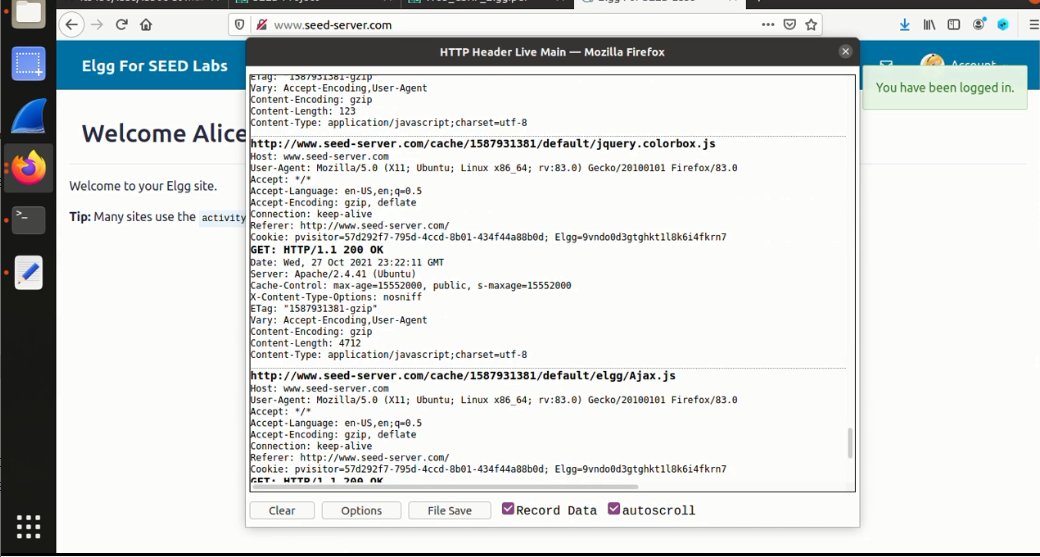 www.seed-server.com
HTTP Header Live Main — Mozilla Firefox
Elgg For SEED Labs
Account
You have been logged in.
Welcome Alice
Welcome to your Elgg site.
Tip: Many sites use the activity
ETag: "1587931381-gzip
Vary: Accept-Encoding,User-Agent
Content-Encoding: gzip
Content-Length: 123
Content-Type: application/javascript;charset=utf-8
http://www.seed-server.com/cache/1587931381/default/jquery.colorbox.js
Host: www.seed-server.com
User-Agent: Mozilla/5.0 (X11; Ubuntu; Linux x86_64; rv:83.0) Gecko/20100101 Firefox/83.0
Accept: */*
Accept-Language: en-US,en;q=0.5
Accept-Encoding: gzip, deflate
Connection: keep-alive
Referer: http://www.seed-server.com/
Cookie: pvisitor=57d292f7-795d-4ccd-8b01-434f44a88b0d; Elgg=9vndo0d3gtghkt1l8k6i4fkrn7
GET: HTTP/1.1 200 OK
Date: Wed, 27 Oct 2021 23:22:11 GMT
Server: Apache/2.4.41 (Ubuntu)
Cache-Control: max-age=15552000, public, s-maxage=15552000
X-Content-Type-Options: nosniff
ETag: "1587931381-gzip"
Vary: Accept-Encoding,User-Agent
Content-Encoding: gzip
Content-Length: 4712
Content-Type: application/javascript;charset=utf-8
http://www.seed-server.com/cache/1587931381/default/elgg/Ajax.js
Host: www.seed-server.com
User-Agent: Mozilla/5.0 (X11; Ubuntu; Linux x86_64; rv:83.0) Gecko/20100101 Firefox/83.0
Accept: */*
Accept-Language: en-US,en;q=0.5
Accept-Encoding: gzip, deflate
Connection: keep-alive
Referer: http://www.seed-server.com/
Cookie: pvisitor=57d292f7-795d-4ccd-8b01-434f44a88b0d; Elgg=9vndo0d3gtghkt1l8k6i4fkrn7
GET: HTTP/1.1 200 OK
Clear Options File Save Record Data autoscroll